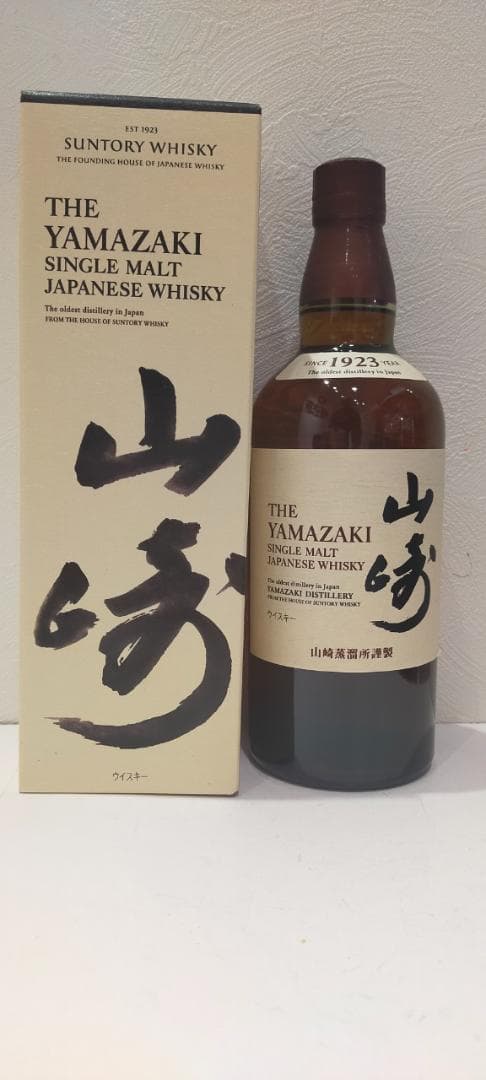 EST 1923
SUNTORY WHISKY
THE FOUNDING HOUSE OF JAPANESE WHISKY
THE
YAMAZAKI
SINGLE MALT
JAPANESE WHISKY
The oldest distillery in Japan
FROM THE HOUSE OF SUNTORY WHISKY
山崎
ウイスキー
SINCE 1923 YEAR
The oldest distillery in Japan
THE
YAMAZAKI
SINGLE MALT
JAPANESE WHISKY
The oldest distillery in Japan
YAMAZAKI DISTILLERY
FROM THE HOUSE OF SUNTORY WHISKY
ウイスキー
山崎
山崎蒸溜所謹製